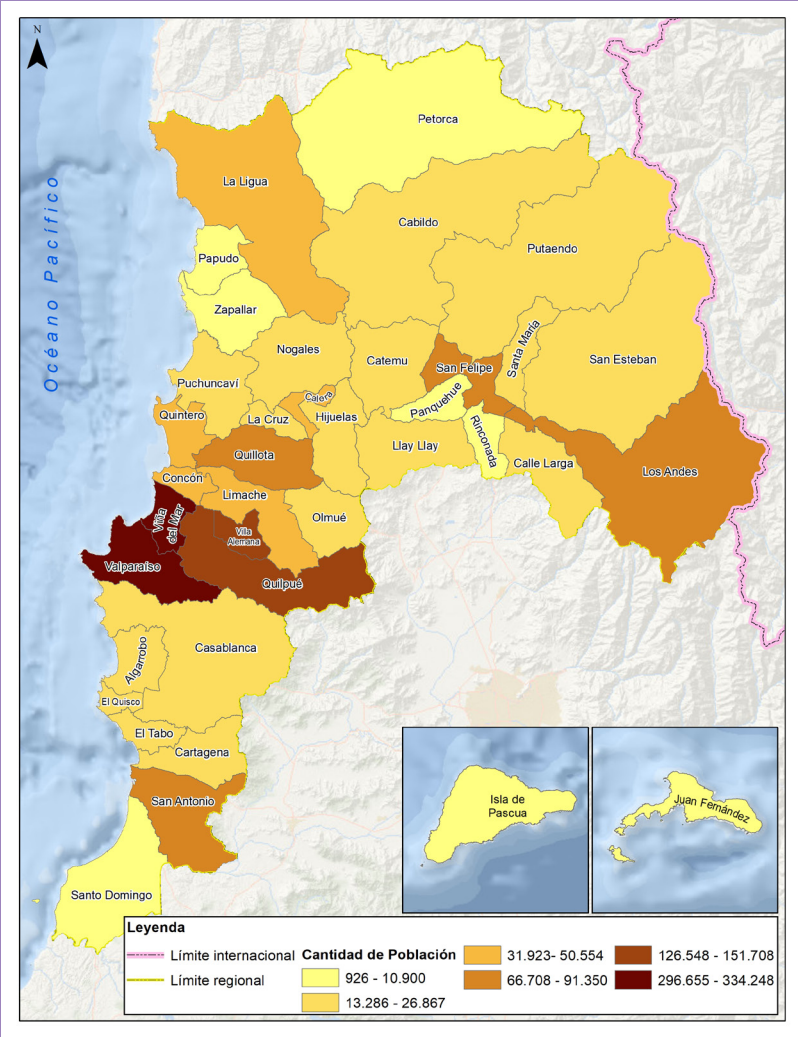 N
Petorca
La Ligua
Cabildo
Océano Pacífico
Putaendo
Papudo
Zapallar
Nogales
Santa María
San Esteban
Catemu
San Felipe
Puchuncaví
Panquehue
Calera
Quintero
La Cruz
Hijuelas
Rinconada
Llay Llay
Quillota
Calle Larga
Los Andes
Concón
Limache
Viña
del Mar
Olmué
Villa
Alemana
Valparaíso
Quilpué
Casablanca
Algarrobo
El Quisco
El Tabo
Cartagena
San Antonio
Isla de
Pascua
Juan Fernández
Santo Domingo
Leyenda
Límite internacional
Límite regional
Cantidad de Población
926 - 10.900
13.286 - 26.867
31.923- 50.554
66.708 - 91.350
126.548 - 151.708
296.655 - 334.248